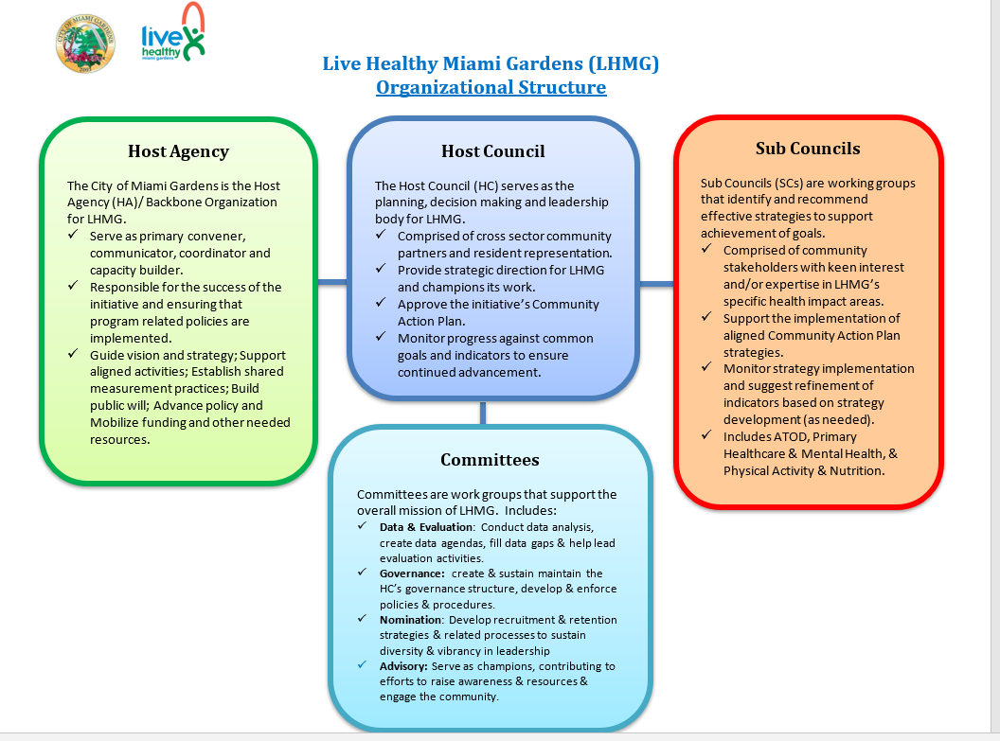 CITY OF MIAMI GARDENS
2003
live
healthy
miami gardens
Live Healthy Miami Gardens (LHMG)
Organizational Structure
Host Agency
The City of Miami Gardens is the Host
Agency (HA)/ Backbone Organization
for LHMG.
✓ Serve as primary convener,
communicator, coordinator and
capacity builder.
✓ Responsible for the success of the
initiative and ensuring that
program related policies are
implemented.
✓ Guide vision and strategy; Support
aligned activities; Establish shared
measurement practices; Build
public will; Advance policy and
Mobilize funding and other needed
resources.
Host Council
The Host Council (HC) serves as the
planning, decision making and leadership
body for LHMG.
✓ Comprised of cross sector community
partners and resident representation.
✓ Provide strategic direction for LHMG
and champions its work.
✓ Approve the initiative's Community
Action Plan.
✓ Monitor progress against common
goals and indicators to ensure
continued advancement.
Sub Councils
Sub Councils (SCs) are working groups
that identify and recommend
effective strategies to support
achievement of goals.
✓ Comprised of community
stakeholders with keen interest
and/or expertise in LHMG's
specific health impact areas.
✓ Support the implementation of
aligned Community Action Plan
strategies.
✓ Monitor strategy implementation
and suggest refinement of
indicators based on strategy
development (as needed).
✓ Includes ATOD, Primary
Healthcare & Mental Health, &
Physical Activity & Nutrition.
Committees
Committees are work groups that support the
overall mission of LHMG. Includes:
✓ Data & Evaluation: Conduct data analysis,
create data agendas, fill data gaps & help lead
evaluation activities.
✓ Governance: create & sustain maintain the
HC's governance structure, develop & enforce
policies & procedures.
✓ Nomination: Develop recruitment & retention
strategies & related processes to sustain
diversity & vibrancy in leadership
✓ Advisory: Serve as champions, contributing to
efforts to raise awareness & resources &
engage the community.